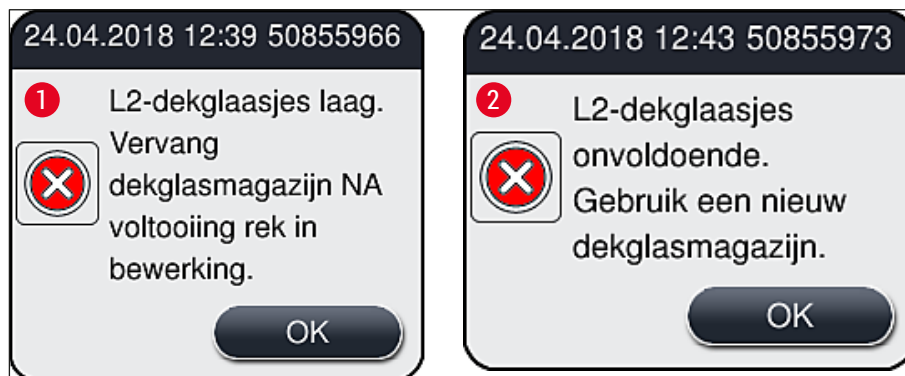 24.04.2018 12:39 50855966
1
L2-dekglaasjes laag.
Vervang
dekglasmagazijn NA
voltooiing rek in
bewerking.
OK
24.04.2018 12:43 50855973
2
L2-dekglaasjes
onvoldoende.
Gebruik een nieuw
dekglasmagazijn.
OK